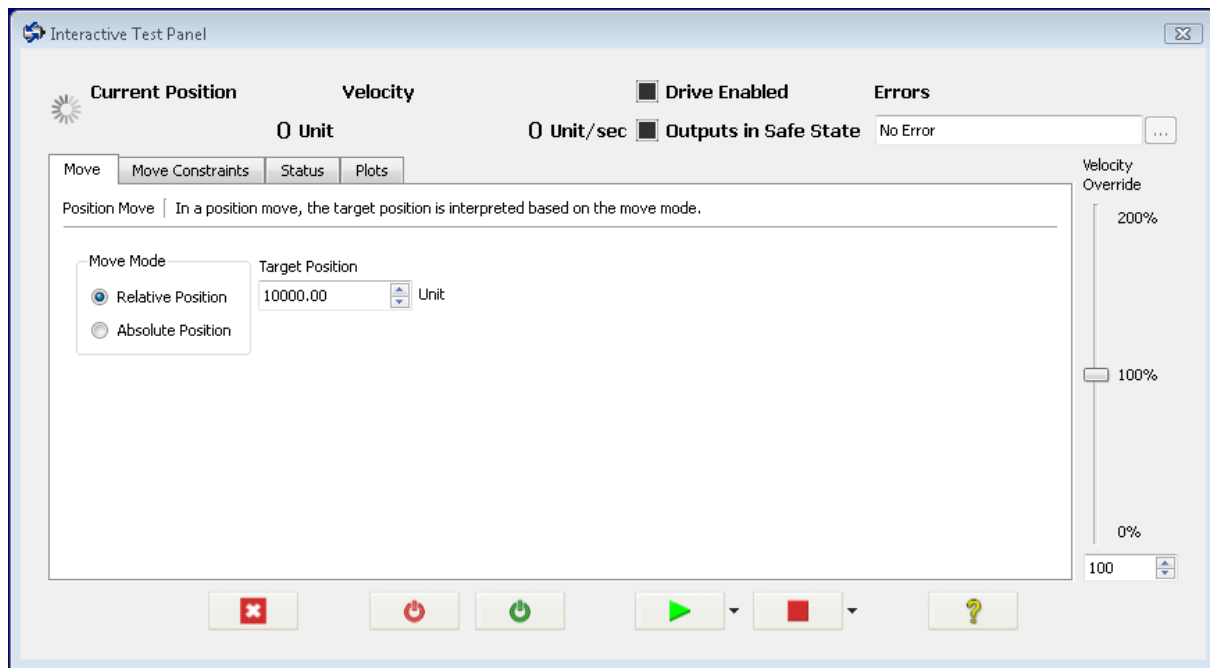 Interactive Test Panel
Current Position
Velocity
Drive Enabled
Errors
0 Unit
0 Unit/sec
Outputs in Safe State
No Error
...
Move
Move Constraints
Status
Plots
Velocity
Override
Position Move
In a position move, the target position is interpreted based on the move mode.
200%
Move Mode
Target Position
Relative Position
10000.00
Unit
Absolute Position
100%
0%
100